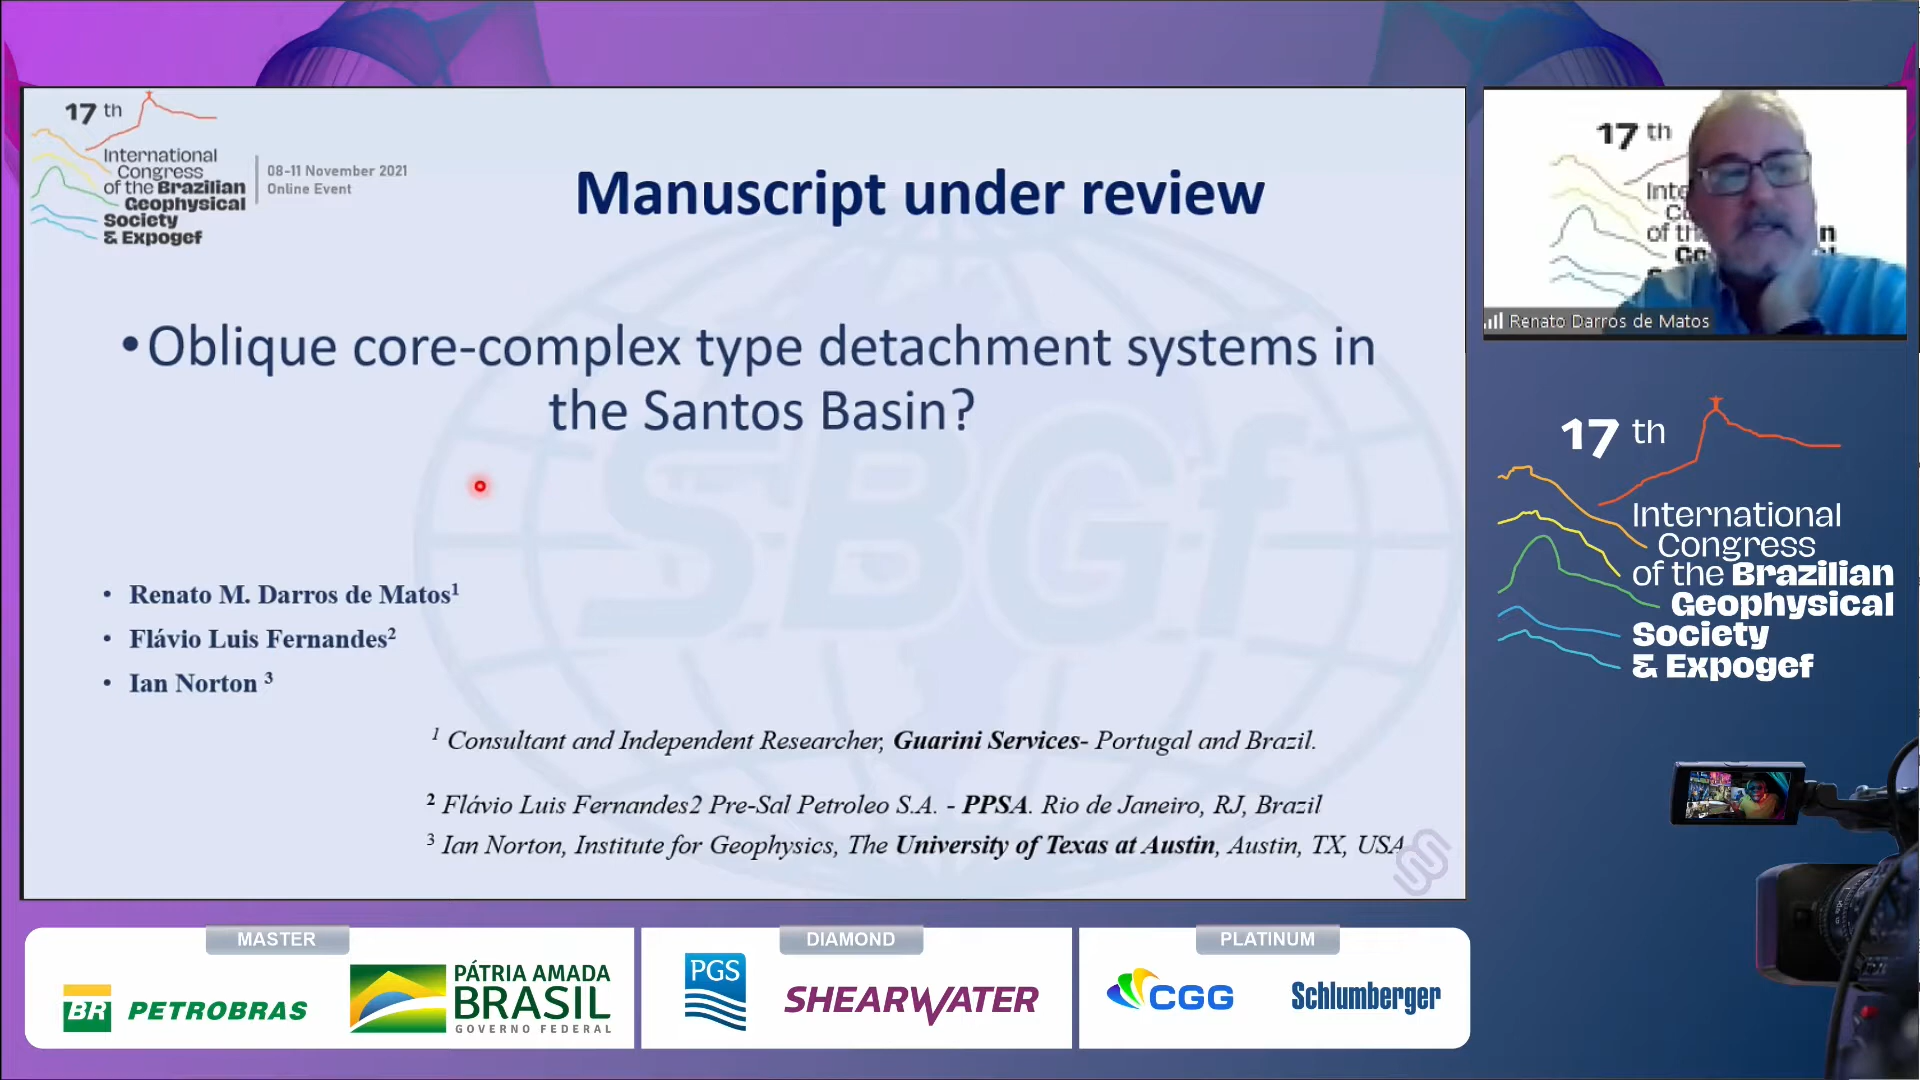 17 th
International
Congress
of the Brazilian
Geophysical
Society
& Expogef
08-11 November 2021
Online Event
Manuscript under review
•Oblique core-complex type detachment systems in
the Santos Basin?
SBGf
• Renato M. Darros de Matos¹
• Flávio Luis Fernandes²
• Ian Norton ³
¹ Consultant and Independent Researcher, Guarini Services- Portugal and Brazil.
² Flávio Luis Fernandes2 Pre-Sal Petroleo S.A. - PPSA. Rio de Janeiro, RJ, Brazil
³ Ian Norton, Institute for Geophysics, The University of Texas at Austin, Austin, TX, USA
17 th
Renato Darros de Matos
17 th
International
Congress
of the Brazilian
Geophysical
Society
& Expogef
MASTER
BR PETROBRAS
PÁTRIA AMADA
BRASIL
GOVERNO FEDERAL
DIAMOND
PGS
SHEARWATER
PLATINUM
CGG
Schlumberger